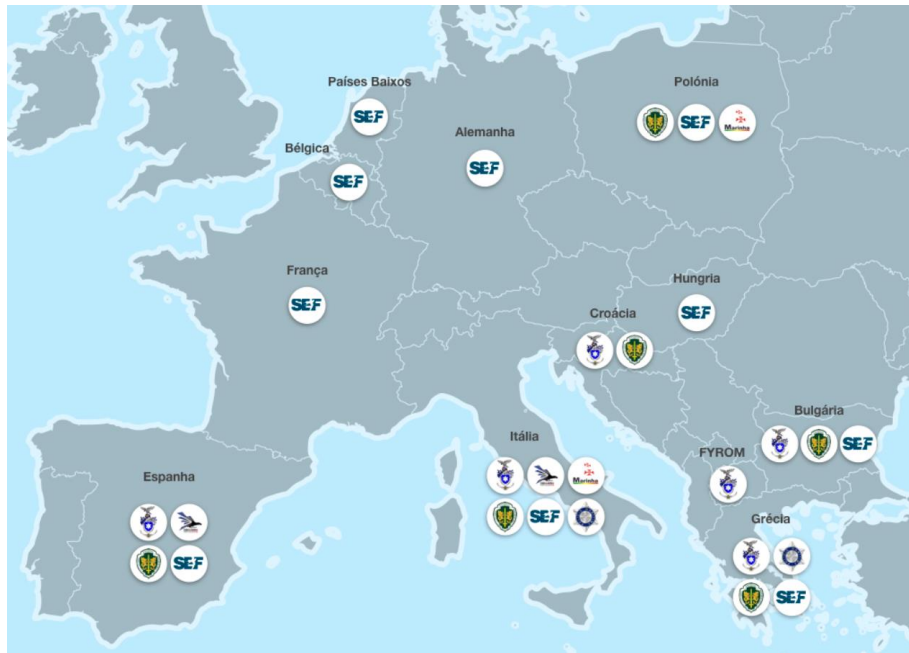 Países Baixos
SEF
Polónia
SEF
Marinha
Alemanha
SEF
Bélgica
SEF
França
SEF
Hungria
SEF
Croácia
Bulgária
SEF
Itália
Marinha
SEF
FYROM
Espanha
SEF
Grécia
SEF